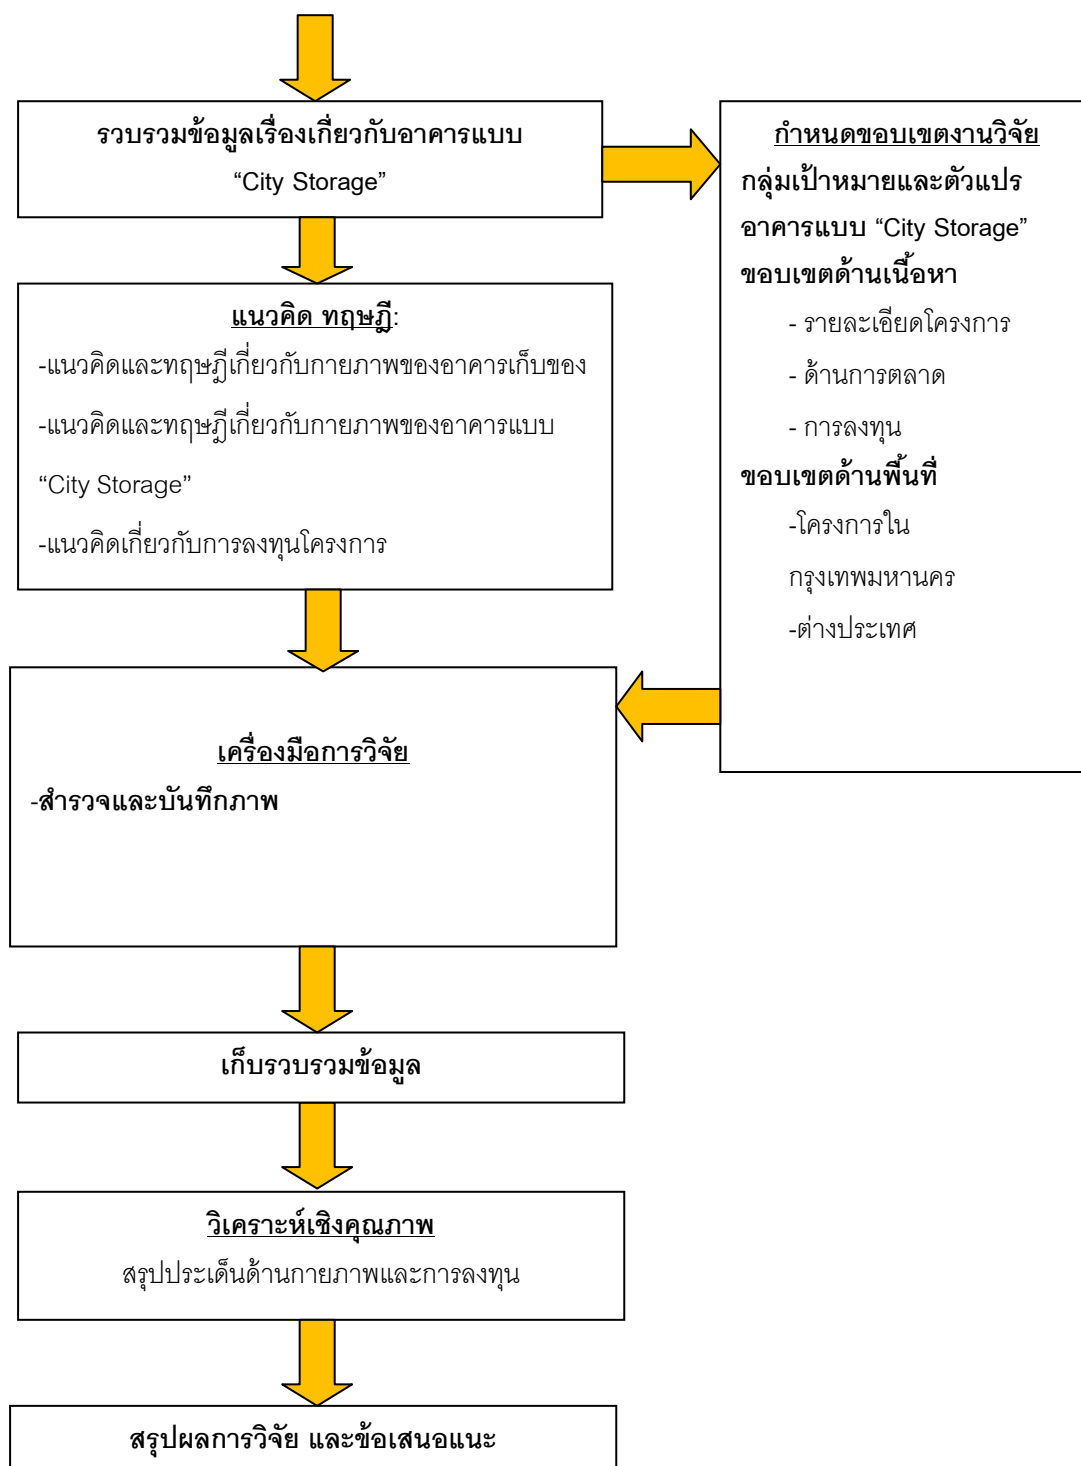 รวบรวมข้อมูลเรื่องเกี่ยวกับอาคารแบบ
“City Storage”
กำหนดขอบเขตงานวิจัย
กลุ่มเป้าหมายและตัวแปร
อาคารแบบ “City Storage”
ขอบเขตด้านเนื้อหา
- รายละเอียดโครงการ
- ด้านการตลาด
- การลงทุน
ขอบเขตด้านพื้นที่
-โครงการใน
กรุงเทพมหานคร
-ต่างประเทศ
แนวคิด ทฤษฎี:
-แนวคิดและทฤษฎีเกี่ยวกับกายภาพของอาคารเก็บของ
-แนวคิดและทฤษฎีเกี่ยวกับกายภาพของอาคารแบบ
“City Storage”
-แนวคิดเกี่ยวกับการลงทุนโครงการ
เครื่องมือการวิจัย
-สำรวจและบันทึกภาพ
เก็บรวบรวมข้อมูล
วิเคราะห์เชิงคุณภาพ
สรุปประเด็นด้านกายภาพและการลงทุน
สรุปผลการวิจัย และข้อเสนอแนะ